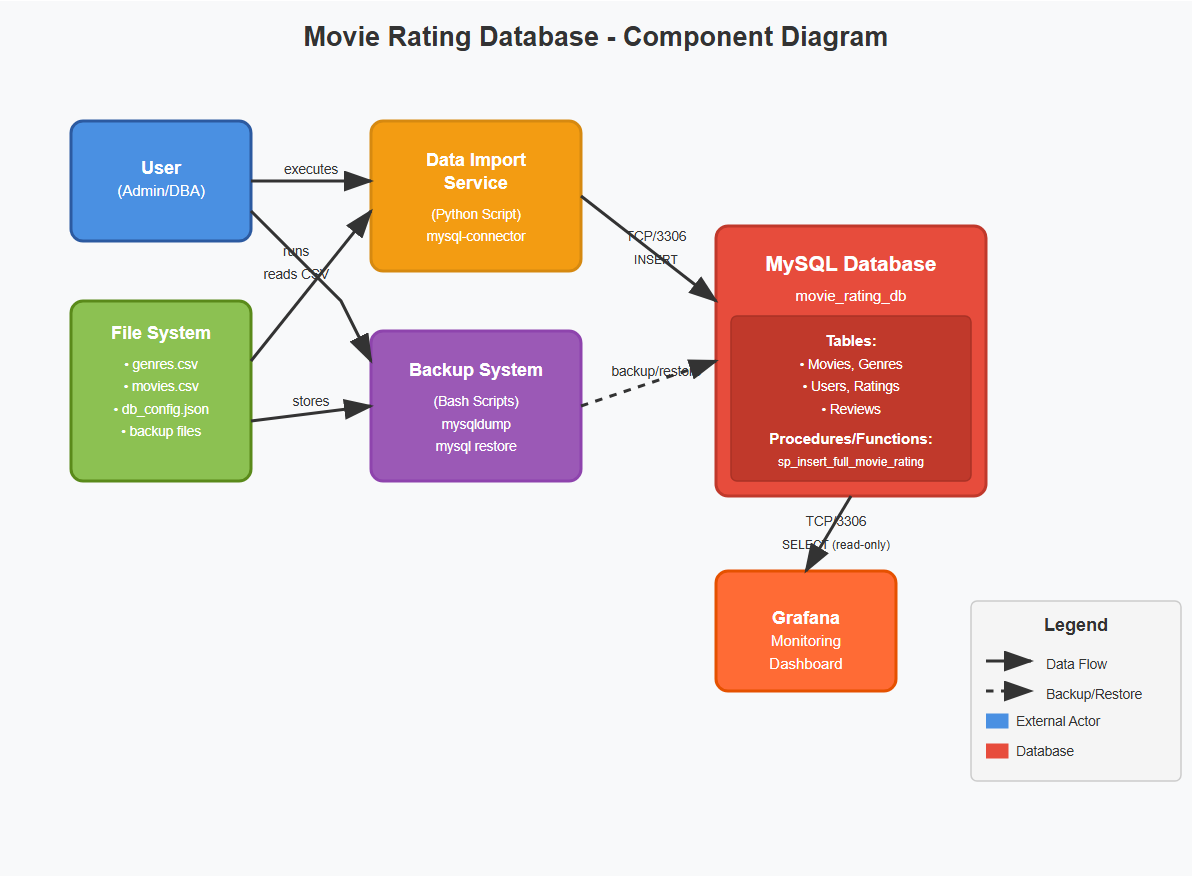 Movie Rating Database - Component Diagram
User
(Admin/DBA)
executes
Data Import
Service
(Python Script)
mysql-connector
runs
reads CSV
TCP/3306
INSERT
File System
• genres.csv
• movies.csv
• db_config.json
• backup files
stores
Backup System
(Bash Scripts)
mysqldump
mysql restore
backup/restore
MySQL Database
movie_rating_db
Tables:
• Movies, Genres
• Users, Ratings
• Reviews
Procedures/Functions:
sp_insert_full_movie_rating
TCP/3306
SELECT (read-only)
Grafana
Monitoring
Dashboard
Legend
Data Flow
Backup/Restore
External Actor
Database